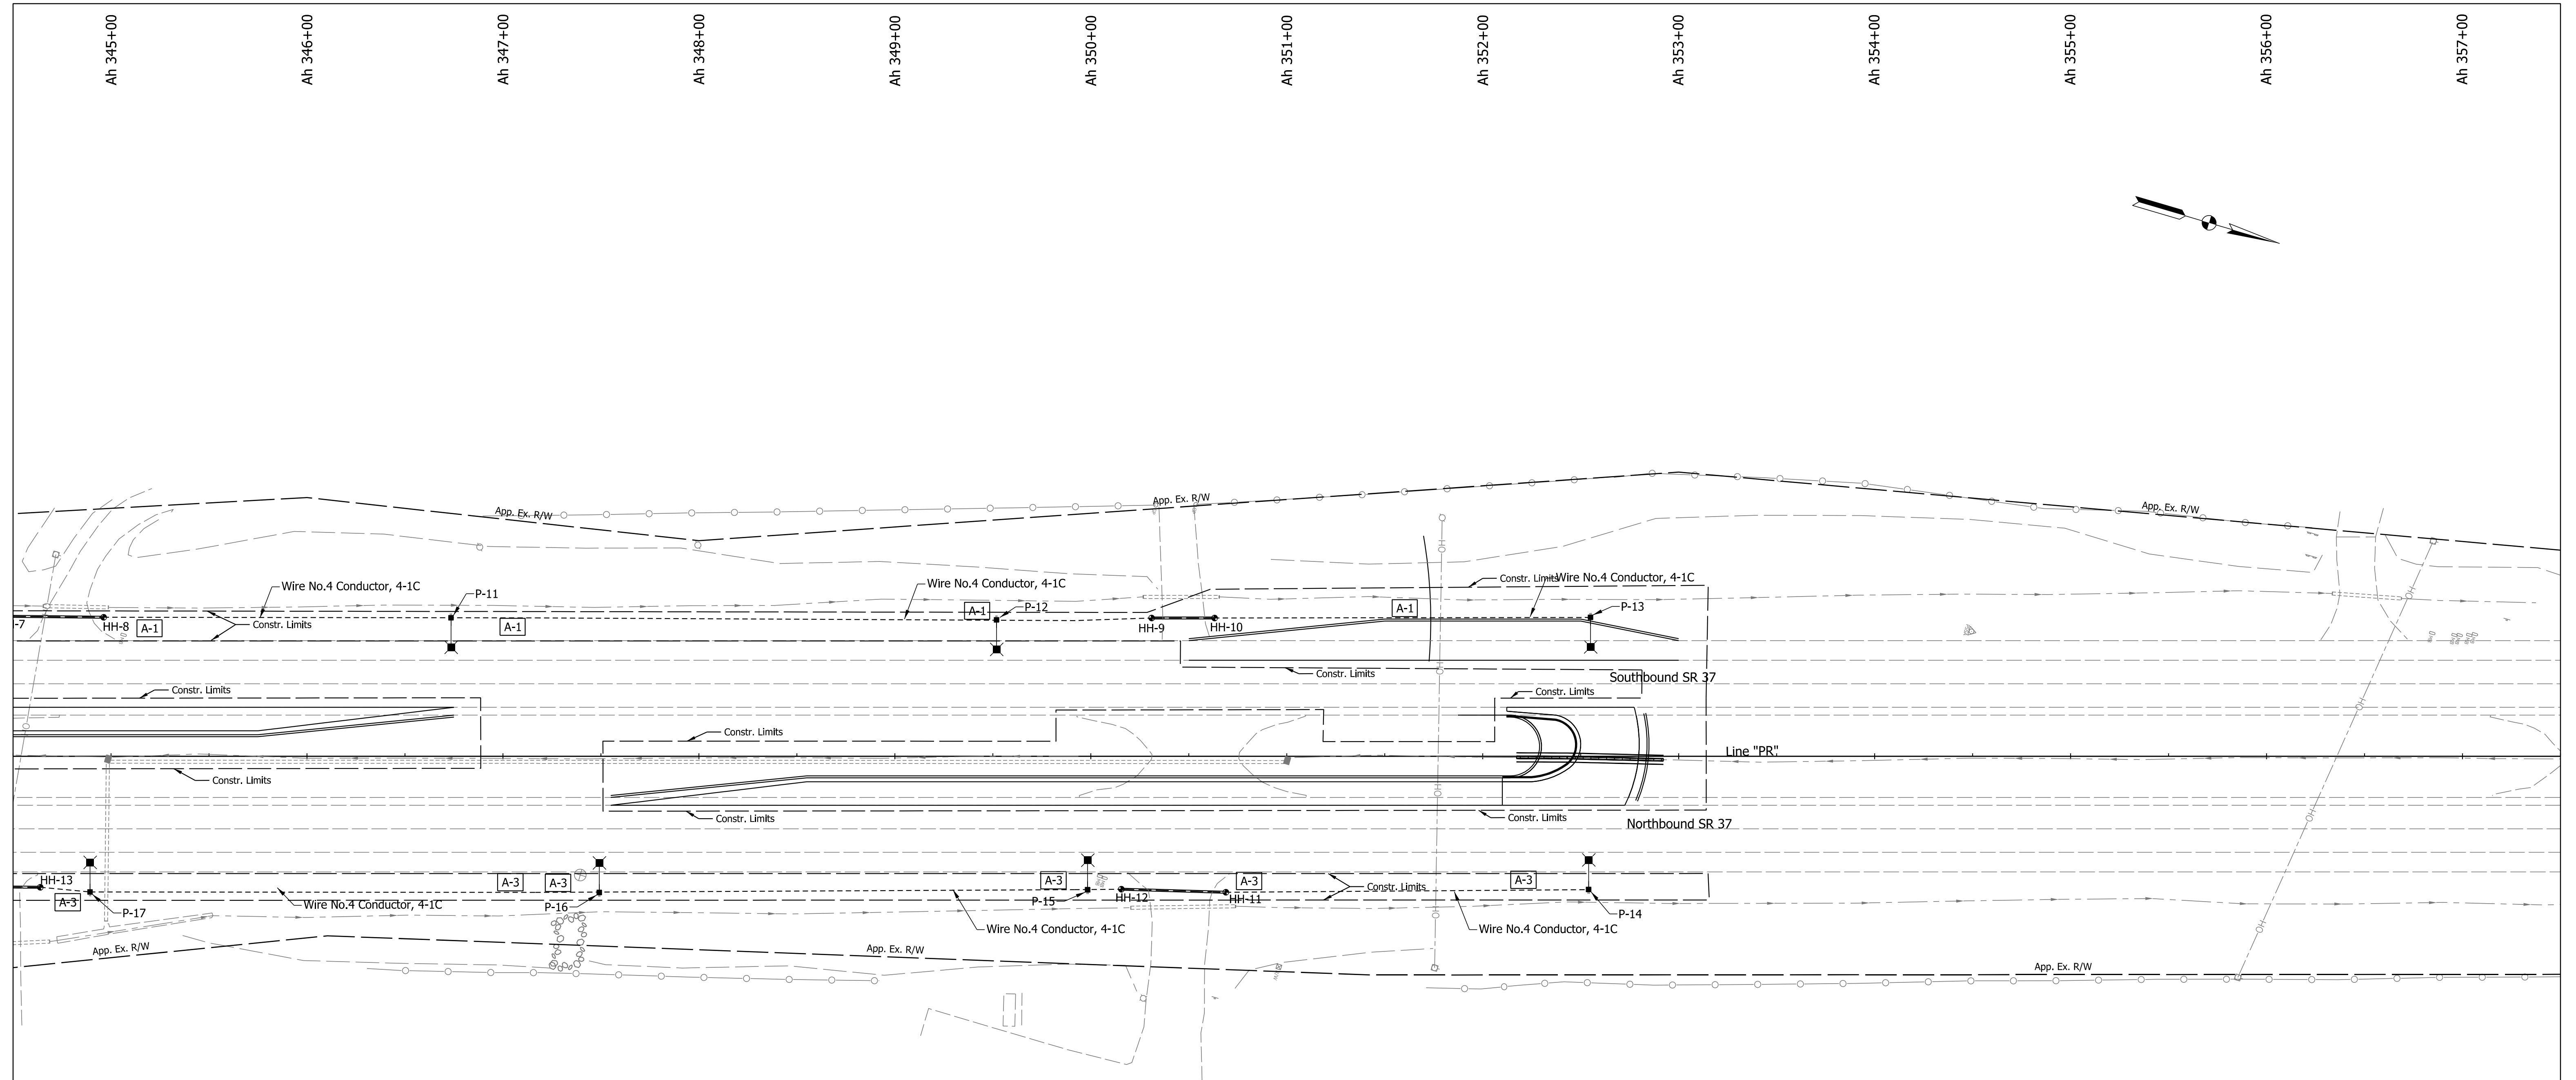 Ah 345+00
Ah 346+00
Ah 347+00
Ah 348+00
Ah 349+00
Ah 350+00
Ah 351+00
Ah 352+00
Ah 353+00
Ah 354+00
Ah 355+00
Ah 356+00
Ah 357+00
App. Ex. R/W
App. Ex. R/W
App. Ex. R/W
OH
Wire No.4 Conductor, 4-1C
P-11
Wire No.4 Conductor, 4-1C
Constr. Limits
Wire No.4 Conductor, 4-1C
A-1
P-12
A-1
P-13
-7
HH-8
A-1
Constr. Limits
A-1
HH-9
HH-10
Constr. Limits
Southbound SR 37
Constr. Limits
Constr. Limits
Constr. Limits
Line "PR"
Constr. Limits
Constr. Limits
Constr. Limits
Northbound SR 37
HH-13
A-3
A-3
A-3
A-3
A-3
Constr. Limits
A-3
P-17
Wire No.4 Conductor, 4-1C
P-16
P-15
HH-12
HH-11
P-14
Wire No.4 Conductor, 4-1C
Wire No.4 Conductor, 4-1C
App. Ex. R/W
App. Ex. R/W
App. Ex. R/W